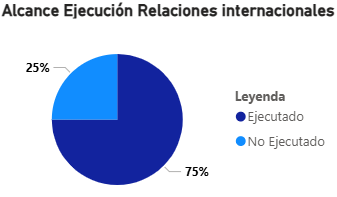 Alcance Ejecución Relaciones internacionales
25%
Leyenda
Ejecutado
No Ejecutado
75%